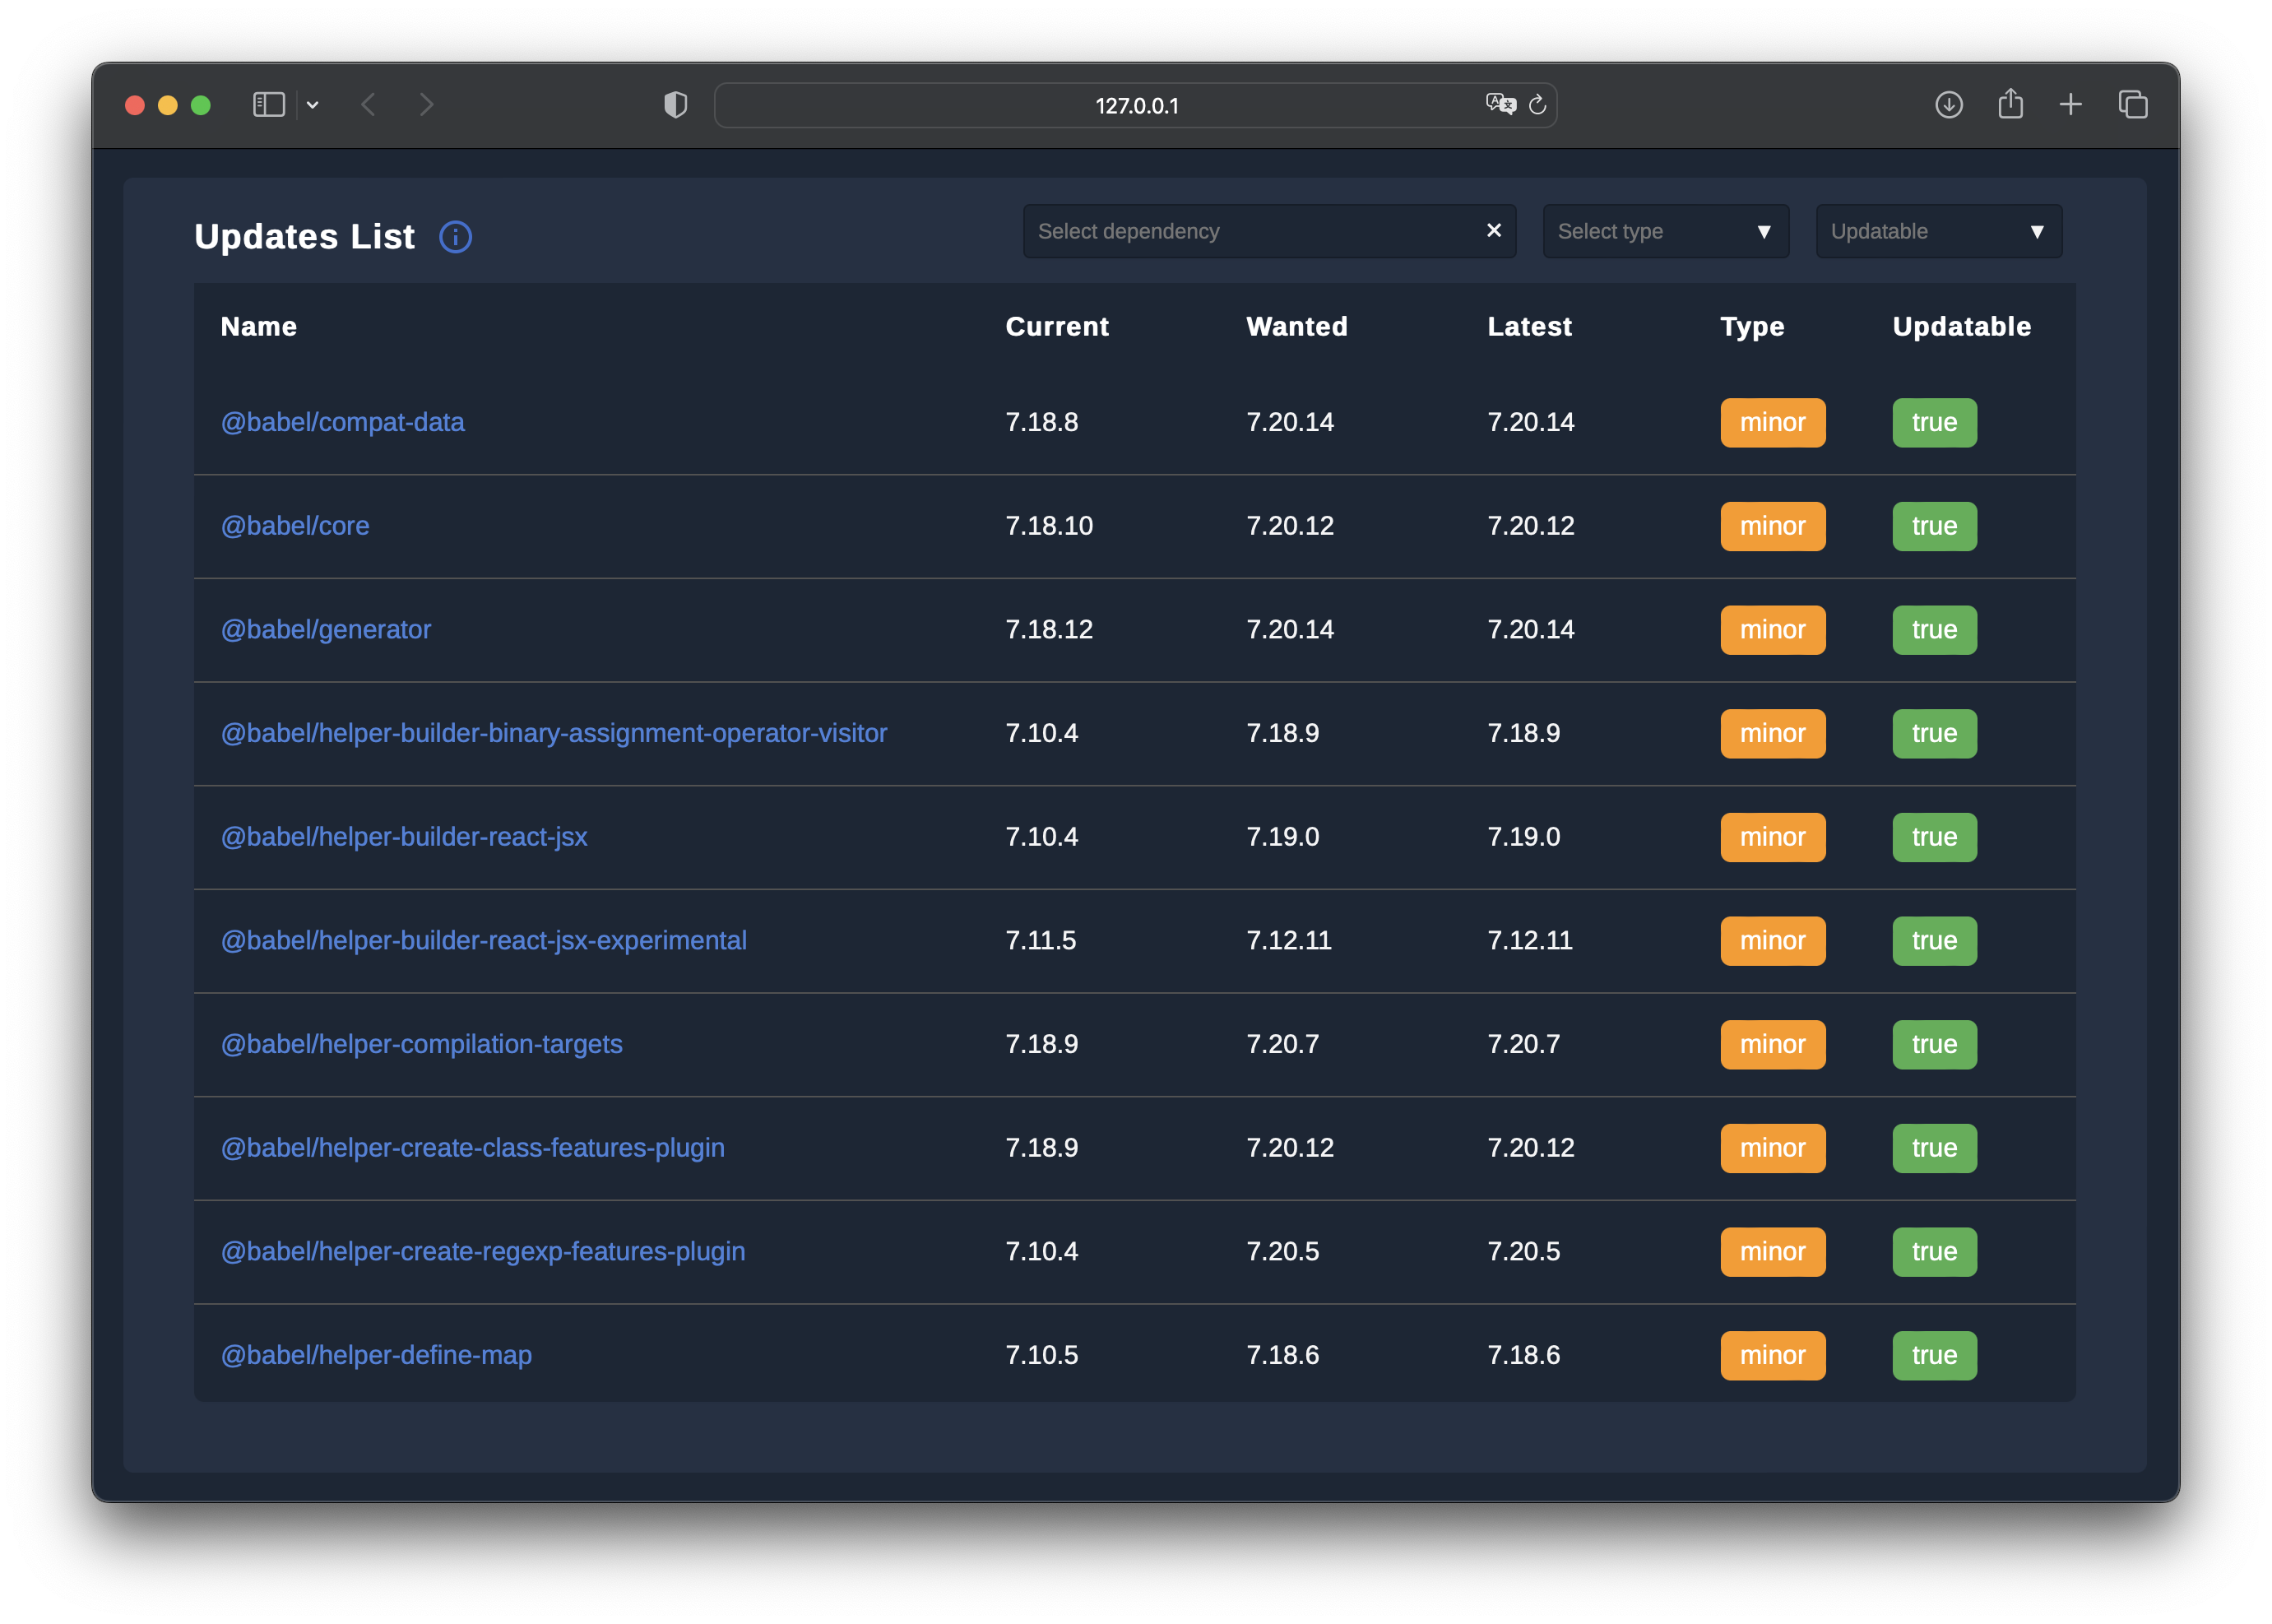 127.0.0.1
Updates List Select dependency Select type Updatable
Name Current Wanted Latest Type Updatable
@babel/compat-data 7.18.8 7.20.14 7.20.14 minor true
@babel/core 7.18.10 7.20.12 7.20.12 minor true
@babel/generator 7.18.12 7.20.14 7.20.14 minor true
@babel/helper-builder-binary-assignment-operator-visitor 7.10.4 7.18.9 7.18.9 minor true
@babel/helper-builder-react-jsx 7.10.4 7.19.0 7.19.0 minor true
@babel/helper-builder-react-jsx-experimental 7.11.5 7.12.11 7.12.11 minor true
@babel/helper-compilation-targets 7.18.9 7.20.7 7.20.7 minor true
@babel/helper-create-class-features-plugin 7.18.9 7.20.12 7.20.12 minor true
@babel/helper-create-regexp-features-plugin 7.10.4 7.20.5 7.20.5 minor true
@babel/helper-define-map 7.10.5 7.18.6 7.18.6 minor true